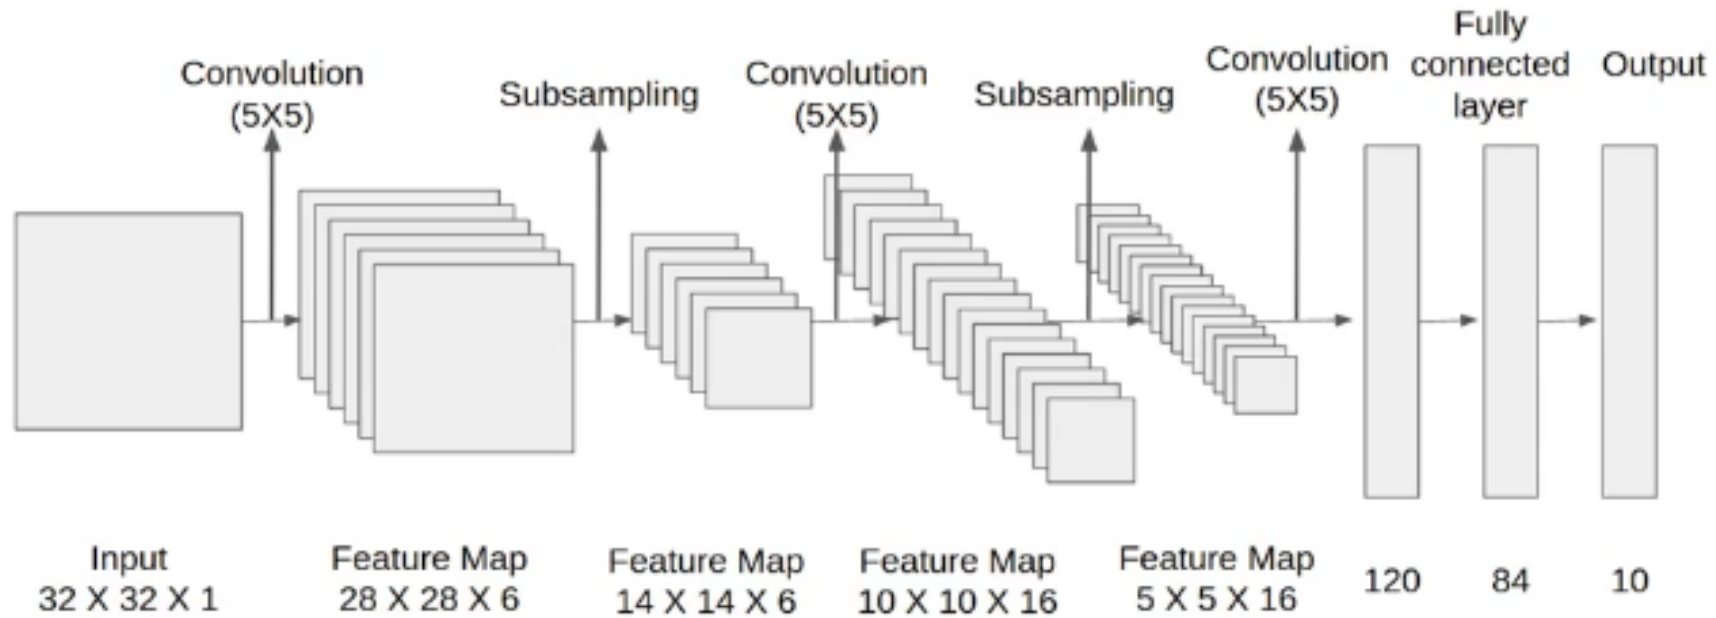 Convolution
(5X5)
Subsampling
Convolution
(5X5)
Subsampling
Convolution
(5X5)
Fully
connected
layer
Output
Input
32 X 32 X 1
Feature Map
28 X 28 X 6
Feature Map
14 X 14 X 6
Feature Map
10 X 10 X 16
Feature Map
5 X 5 X 16
120
84
10